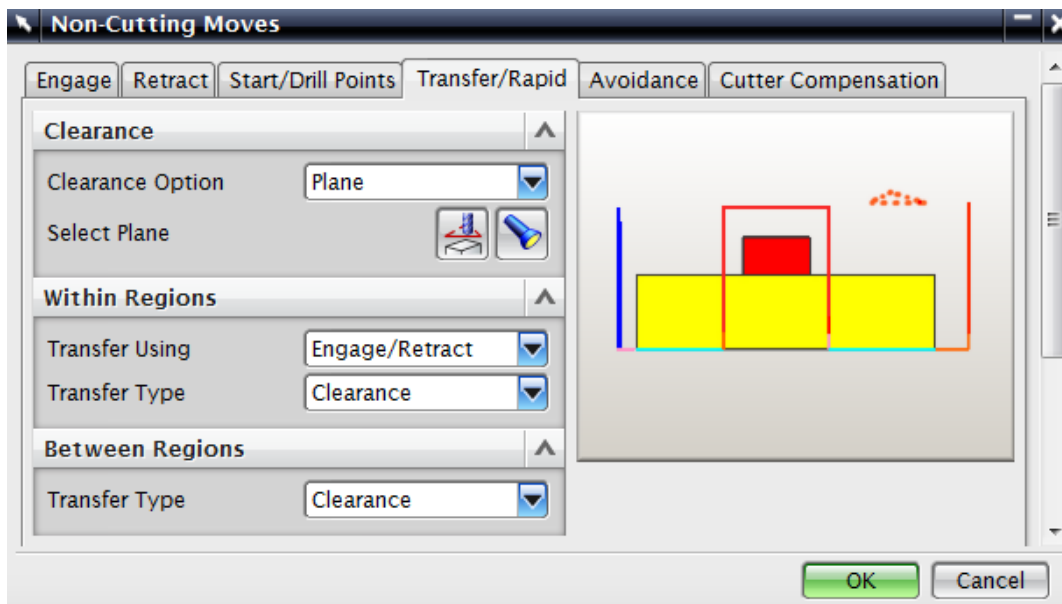 Non-Cutting Moves
Engage Retract Start/Drill Points Transfer/Rapid Avoidance Cutter Compensation
Clearance
Clearance Option Plane
Select Plane
Within Regions
Transfer Using Engage/Retract
Transfer Type Clearance
Between Regions
Transfer Type Clearance
OK Cancel